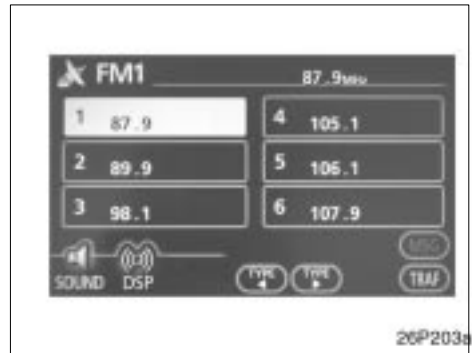 FM1 87.9MHz
1 87.9
4 105.1
2 89.9
5 106.1
3 98.1
6 107.9
MSG
SOUND DSP
TYPE TYPE TRAF
26P203a